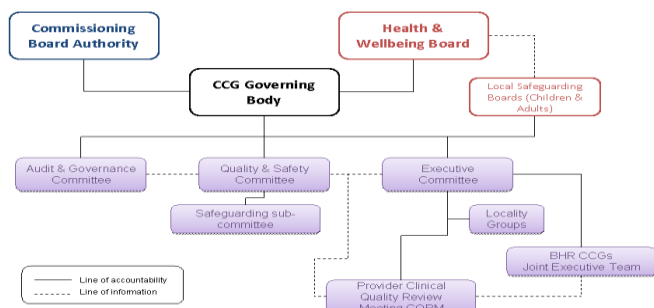 Commissioning
Board Authority
Health &
Wellbeing Board
CCG Governing
Body
Local Safeguarding
Boards (Children &
Adults)
Audit & Governance
Committee
Quality & Safety
Committee
Executive
Committee
Safeguarding sub-
committee
Locality
Groups
BHR CCGs
Joint Executive Team
Line of accountability
Line of information
Provider Clinical
Quality Review
Meeting CQRM